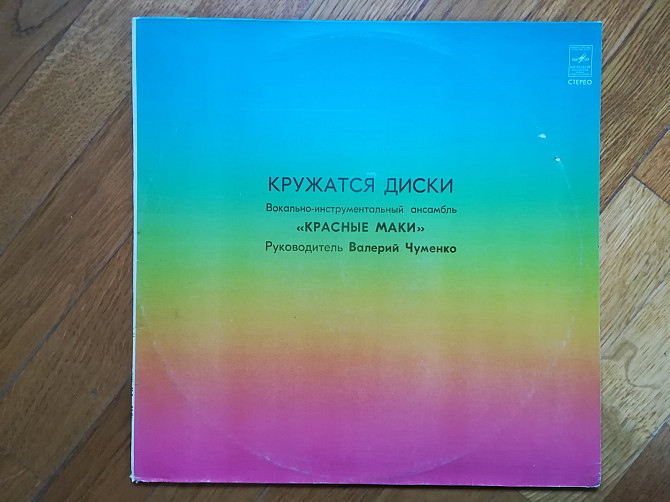 СТЕРЕО
КРУЖАТСЯ ДИСКИ
Вокально-инструментальный ансамбль
«КРАСНЫЕ МАКИ»
Руководитель Валерий Чуменко